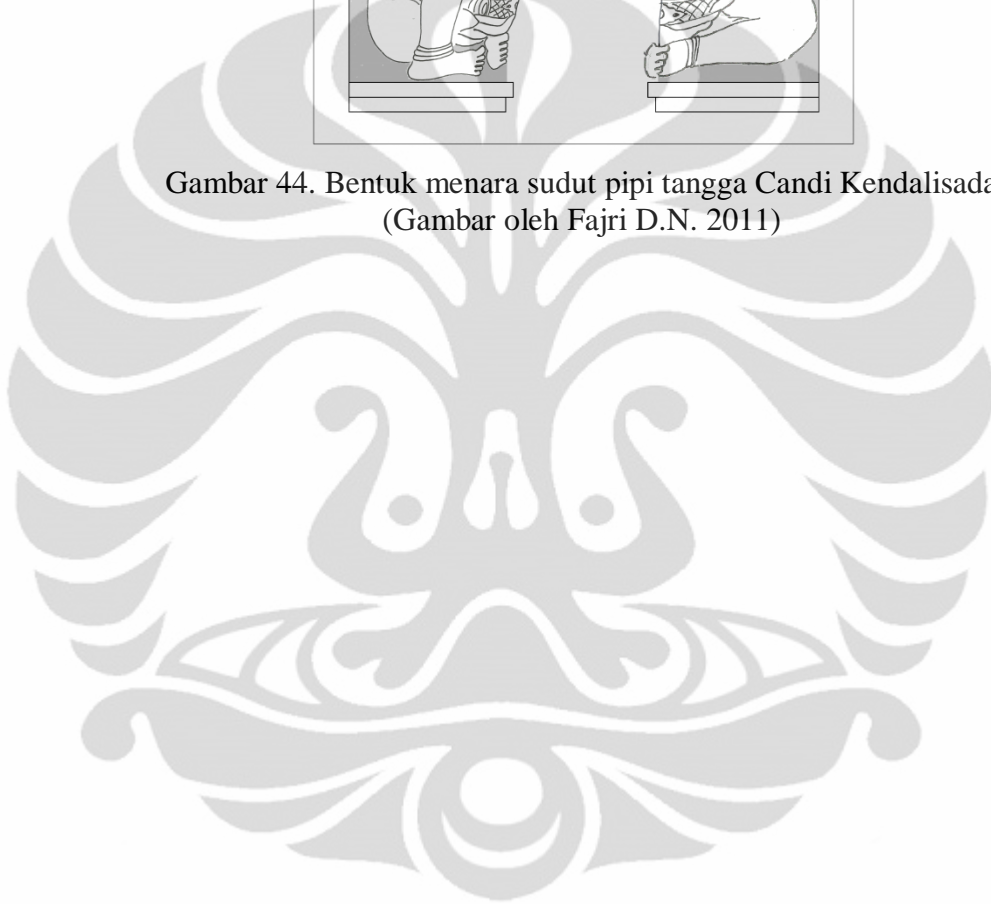 Gambar 44. Bentuk menara sudut pipi tangga Candi Kendalisada
(Gambar oleh Fajri D.N. 2011)